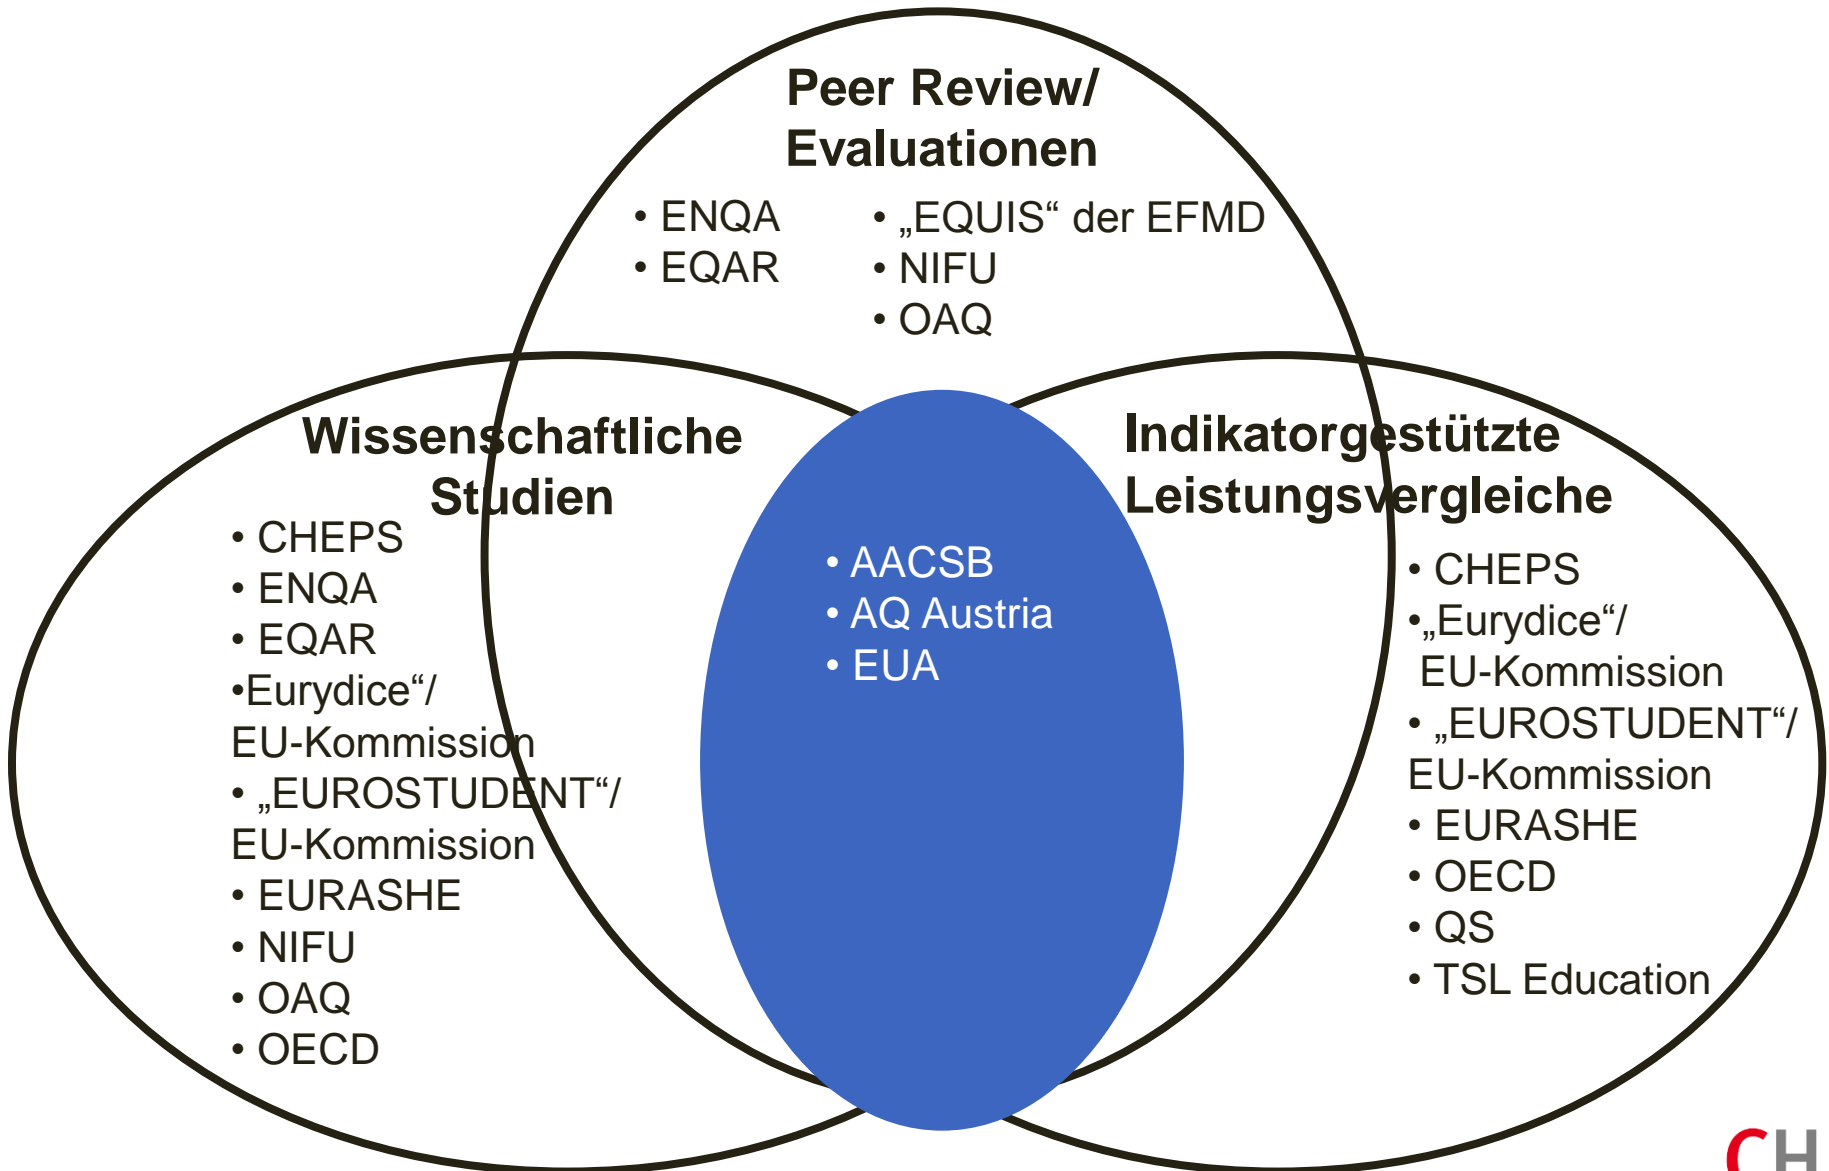 Peer Review/
Evaluationen
• ENQA
• EQAR
• „EQUIS“ der EFMD
• NIFU
• OAQ
Wissenschaftliche
Studien
• CHEPS
• ENQA
• EQAR
•Eurydice“/
EU-Kommission
• „EUROSTUDENT“/
EU-Kommission
• EURASHE
• NIFU
• OAQ
• OECD
• AACSB
• AQ Austria
• EUA
Indikatorgestützte
Leistungsvergleiche
• CHEPS
•„Eurydice“/
EU-Kommission
• „EUROSTUDENT“/
EU-Kommission
• EURASHE
• OECD
• QS
• TSL Education
CH